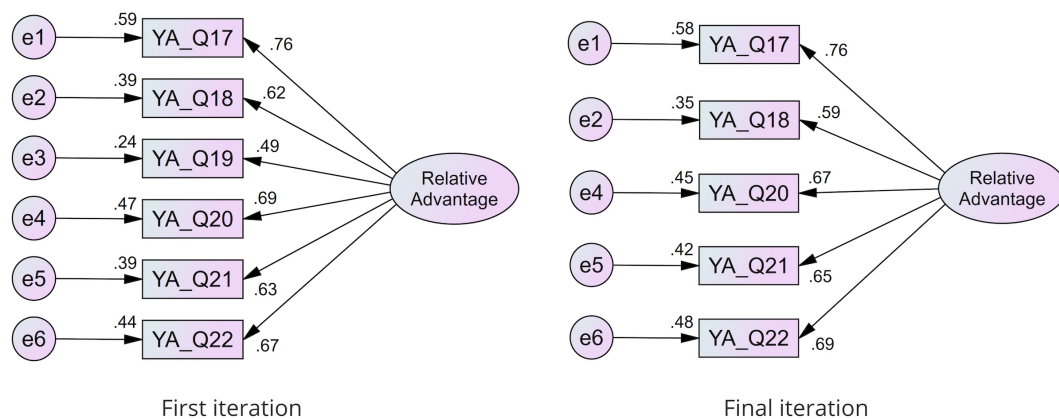 e1 .59 YA_Q17 .76
e2 .39 YA_Q18 .62
e3 .24 YA_Q19 .49
e4 .47 YA_Q20 .69
e5 .39 YA_Q21 .63
e6 .44 YA_Q22 .67
Relative
Advantage
First iteration
e1 .58 YA_Q17 .76
e2 .35 YA_Q18 .59
e4 .45 YA_Q20 .67
e5 .42 YA_Q21 .65
e6 .48 YA_Q22 .69
Relative
Advantage
Final iteration